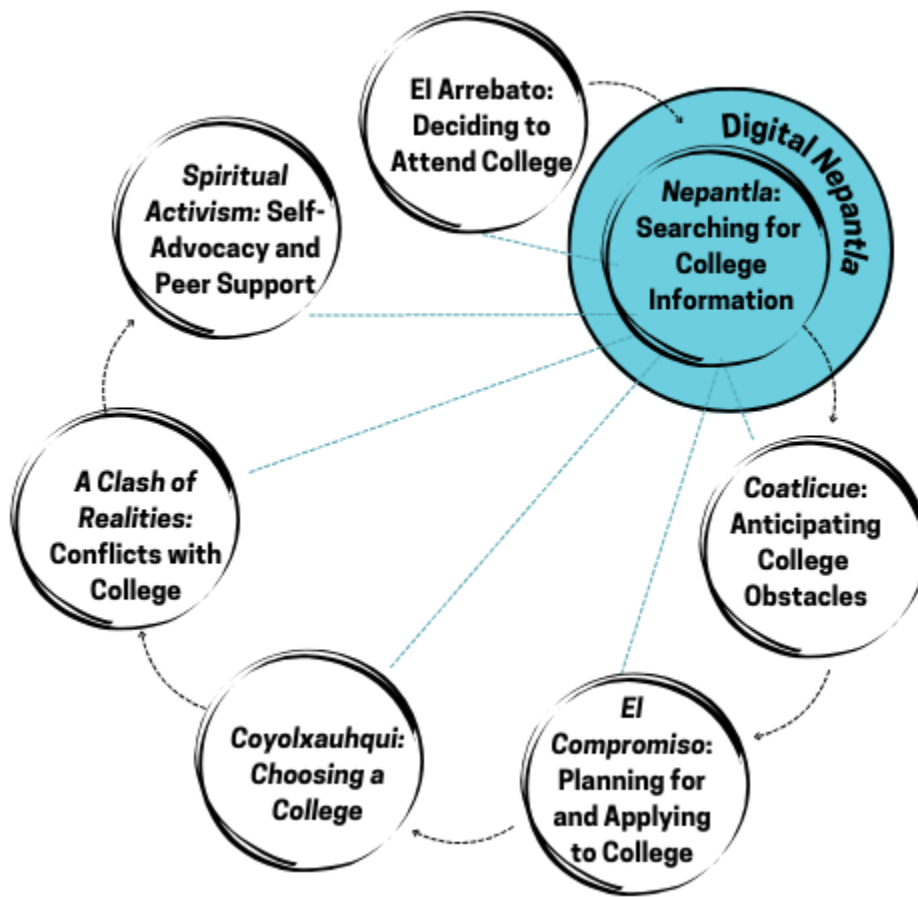 El Arrebato:
Deciding to
Attend College
Digital Nepantla
Nepantla:
Searching for
College
Information
Coatlicue:
Anticipating
College
Obstacles
El
Compromiso:
Planning for
and Applying
to College
Coyolxauhqui:
Choosing a
College
A Clash of
Realities:
Conflicts with
College
Spiritual
Activism: Self-
Advocacy and
Peer Support